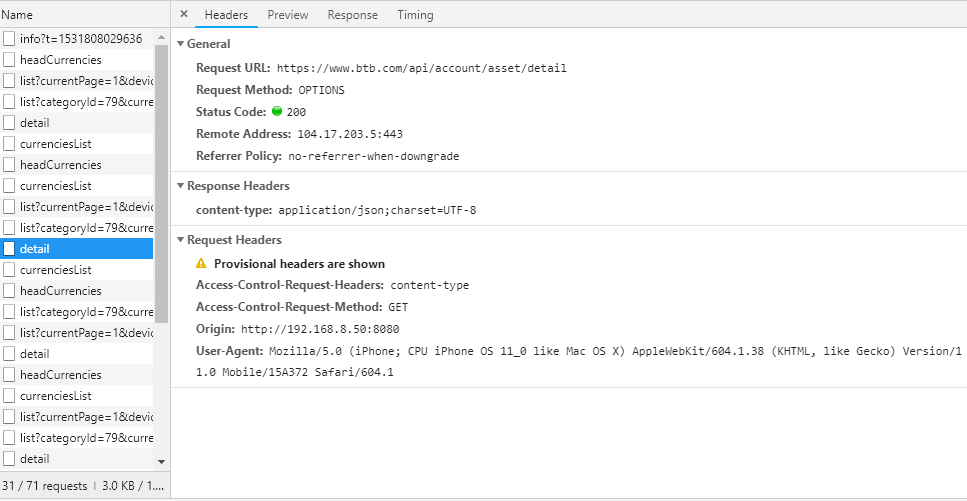 Name
info?t=1531808029636
headCurrencies
list?currentPage=1&devic
list?categoryId=79&curre
detail
currenciesList
headCurrencies
currenciesList
list?currentPage=1&devic
list?categoryId=79&curre
detail
currenciesList
headCurrencies
list?categoryId=79&curre
list?currentPage=1&devic
detail
headCurrencies
currenciesList
list?currentPage=1&devic
list?categoryId=79&curre
detail
31 / 71 requests | 3.0 KB / 1....
× Headers Preview Response Timing
General
Request URL: https://www.btb.com/api/account/asset/detail
Request Method: OPTIONS
Status Code: 200
Remote Address: 104.17.203.5:443
Referrer Policy: no-referrer-when-downgrade
Response Headers
content-type: application/json;charset=UTF-8
Request Headers
Provisional headers are shown
Access-Control-Request-Headers: content-type
Access-Control-Request-Method: GET
Origin: http://192.168.8.50:8080
User-Agent: Mozilla/5.0 (iPhone; CPU iPhone OS 11_0 like Mac OS X) AppleWebKit/604.1.38 (KHTML, like Gecko) Version/1
1.0 Mobile/15A372 Safari/604.1